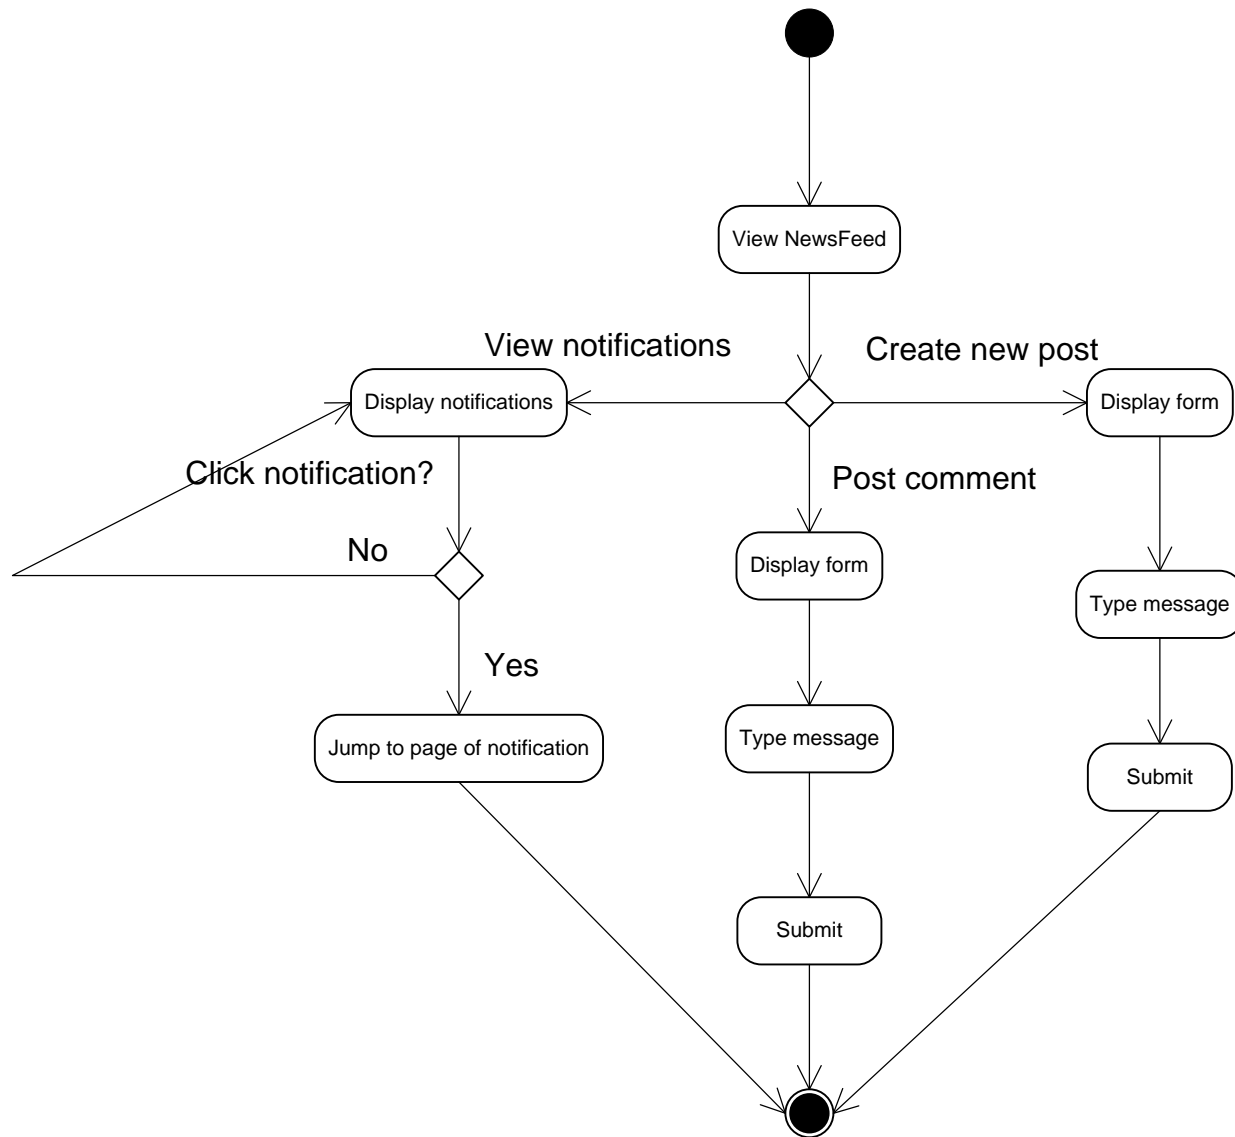 View NewsFeed
View notifications
Create new post
Display notifications
Display form
Click notification?
Post comment
No
Display form
Type message
Yes
Jump to page of notification
Type message
Submit
Submit